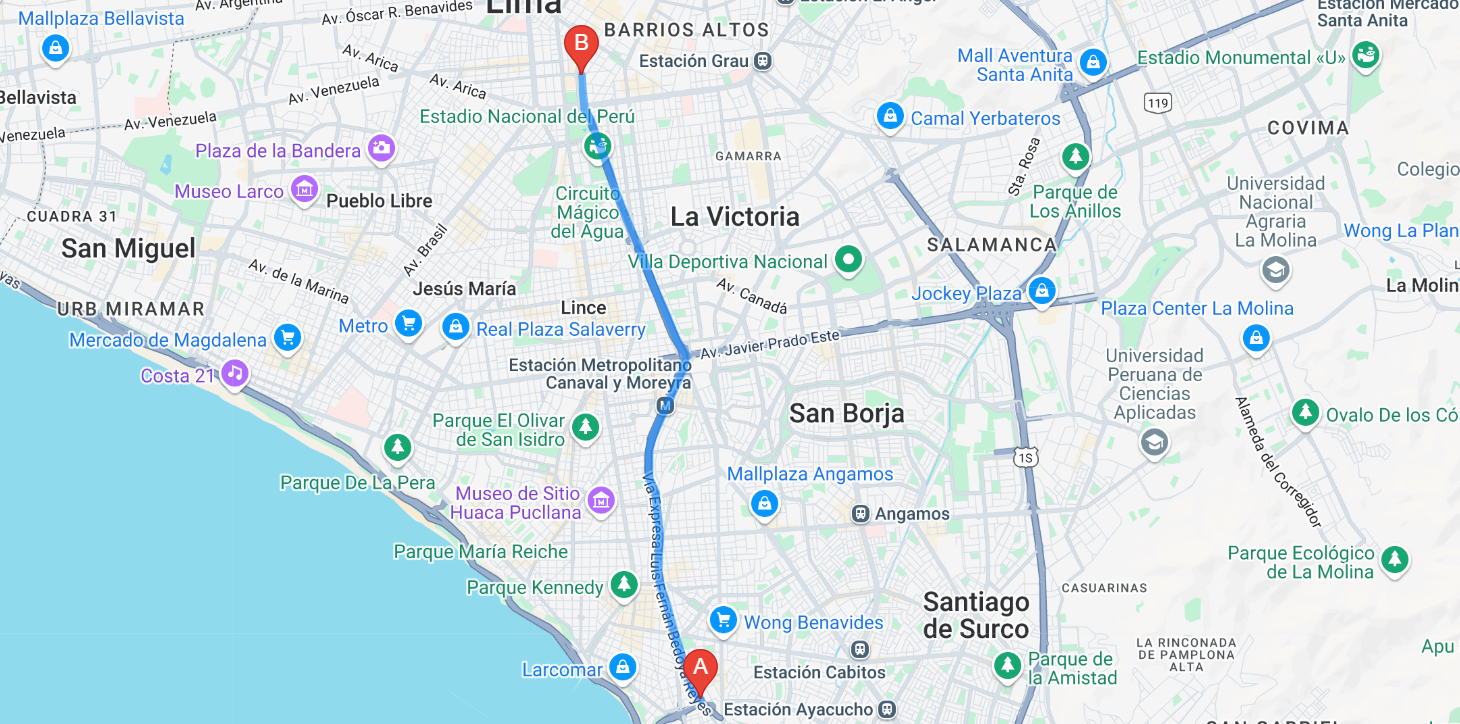 Lima
Av. Argentina
Estación El Ángel
Estación Mercado
Santa Anita
Mallplaza Bellavista
Av. Óscar R. Benavides
BARRIOS ALTOS
Av. Arica
Estación Grau
Mall Aventura
Santa Anita
Estadio Monumental «U»
Bellavista
Av. Venezuela
Av. Arica
119
Venezuela
Av. Venezuela
Estadio Nacional del Perú
Camal Yerbateros
COVIMA
Plaza de la Bandera
GAMARRA
Sta. Rosa
Colegio
Museo Larco
Pueblo Libre
Circuito
Mágico
del Agua
Parque de
Los Anillos
Universidad
Nacional
Agraria
La Molina
CUADRA 31
La Victoria
Wong La Plan
San Miguel
Av. Brasil
SALAMANCA
Av. de la Marina
Villa Deportiva Nacional
Jesús María
Av. Canadá
Jockey Plaza
La Molin
URB MIRAMAR
Lince
Plaza Center La Molina
Mercado de Magdalena
Metro
Real Plaza Salaverry
Av. Javier Prado Este
Costa 21
Estación Metropolitano
Canaval y Moreyra
Universidad
Peruana de
Ciencias
Aplicadas
M
Parque El Olivar
de San Isidro
San Borja
Alameda del Corregidor
Ovalo De los Có
1S
Parque De La Pera
Mallplaza Angamos
Museo de Sitio
Huaca Pucllana
Vía Expresa Luis Fernán Bedoya Reyes
Angamos
Parque María Reiche
Parque Ecológico
de La Molina
Parque Kennedy
CASUARINAS
Santiago
de Surco
Wong Benavides
LA RINCONADA
DE PAMPLONA
ALTA
Apu
Larcomar
Estación Cabitos
Parque de
la Amistad
Estación Ayacucho
SAN GABRIEL
A
B